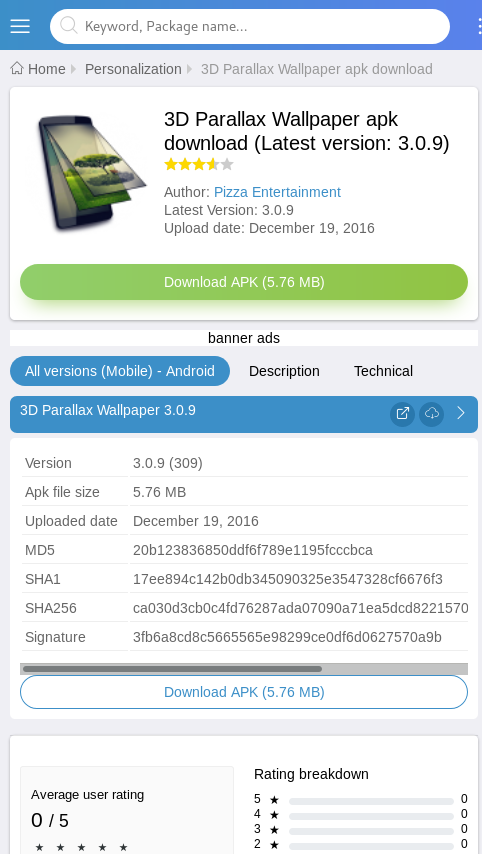 Keyword, Package name...
Home Personalization 3D Parallax Wallpaper apk download
3D Parallax Wallpaper apk
download (Latest version: 3.0.9)
Author: Pizza Entertainment
Latest Version: 3.0.9
Upload date: December 19, 2016
Download APK (5.76 MB)
banner ads
All versions (Mobile) - Android Description Technical
3D Parallax Wallpaper 3.0.9
Version 3.0.9 (309)
Apk file size 5.76 MB
Uploaded date December 19, 2016
MD5 20b123836850ddf6f789e1195fcccbca
SHA1 17ee894c142b0db345090325e3547328cf6676f3
SHA256 ca030d3cb0c4fd76287ada07090a71ea5dcd8221570
Signature 3fb6a8cd8c5665565e98299ce0df6d0627570a9b
Download APK (5.76 MB)
Rating breakdown
Average user rating
0 / 5
5 ★ 0
4 ★ 0
3 ★ 0
2 ★ 0
★ ★ ★ ★ ★